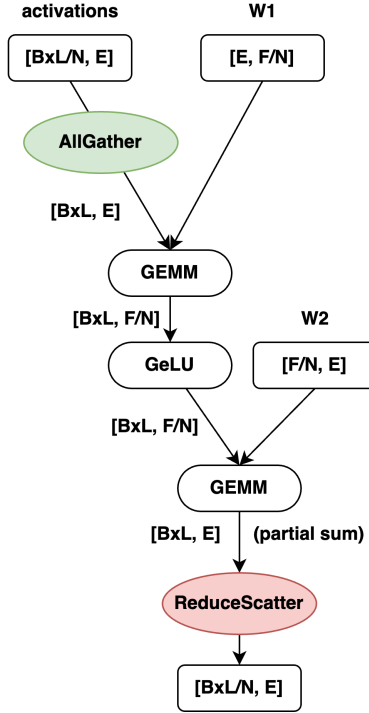 activations
W1
[BxL/N, E]
[E, F/N]
AllGather
[BxL, E]
GEMM
[BxL, F/N]
W2
GeLU
[F/N, E]
[BxL, F/N]
GEMM
[BxL, E]
(partial sum)
ReduceScatter
[BxL/N, E]